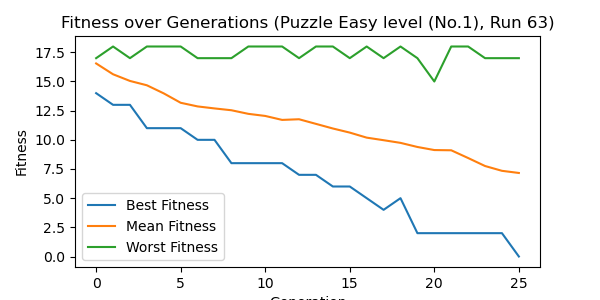 Fitness over Generations (Puzzle Easy level (No.1), Run 63)
Fitness
17.5
15.0
12.5
10.0
7.5
5.0
2.5
0.0
Best Fitness
Mean Fitness
Worst Fitness
0 5 10 15 20 25
Generation